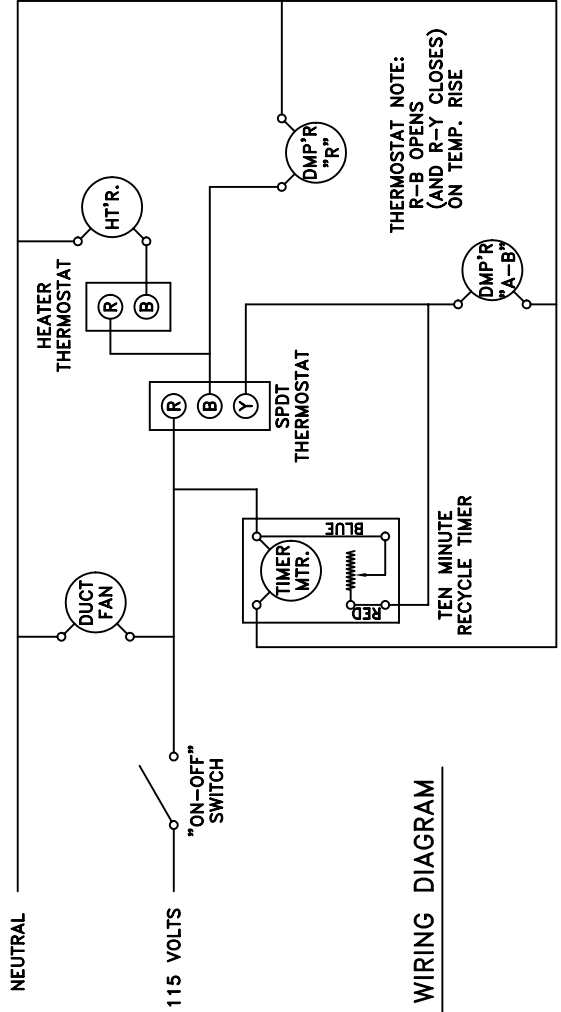 NEUTRAL
115 VOLTS
"ON-OFF"
SWITCH
DUCT
FAN
HEATER
THERMOSTAT
R
B
HT'R.
R
B
Y
SPDT
THERMOSTAT
DMP'R
"R"
TIMER
MTR.
BLUE
RED
TEN MINUTE
RECYCLE TIMER
DMP'R
"A-B"
THERMOSTAT NOTE:
R-B OPENS
(AND R-Y CLOSES)
ON TEMP. RISE
WIRING DIAGRAM